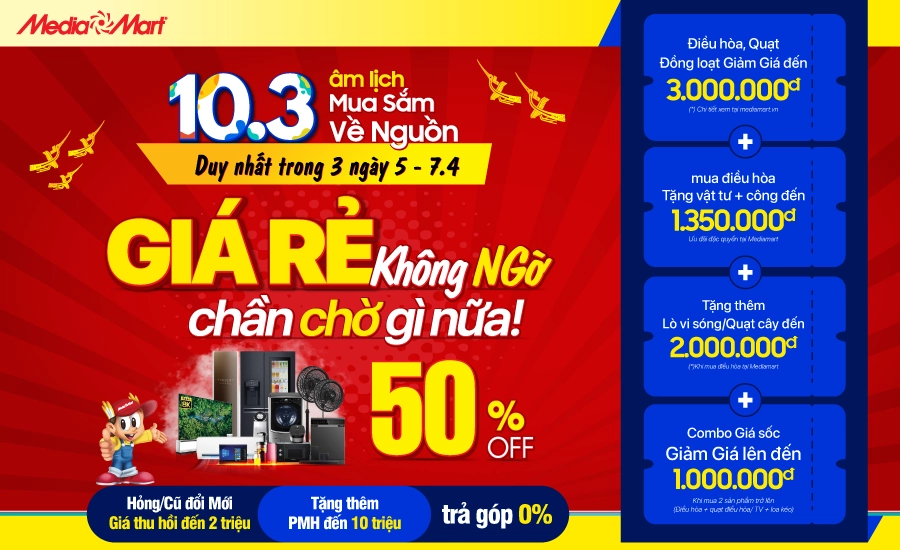 MediaMart
10.3
âm lịch
Mua Sắm
Về Nguồn
Duy nhất trong 3 ngày 5 - 7.4
GIÁ RẺ Không NGờ
chần chờ gì nữa!
50% OFF
Hỏng/Cũ đổi Mới
Giá thu hồi đến 2 triệu
Tặng thêm
PMH đến 10 triệu
trả góp 0%
Điều hòa, Quạt
Đồng loạt Giảm Giá đến
3.000.000đ
(*) Chi tiết xem tại mediamart.vn
+
mua điều hòa
Tặng vật tư + công đến
1.350.000đ
Ưu đãi đặc quyền tại Mediamart
+
Tặng thêm
Lò vi sóng/Quạt cây đến
2.000.000đ
(*)Khi mua điều hòa tại Mediamart
+
Combo Giá sốc
Giảm Giá lên đến
1.000.000đ
Khi mua 2 sản phẩm trở lên
(Điều hòa + quạt điều hòa/ TV + loa kéo)